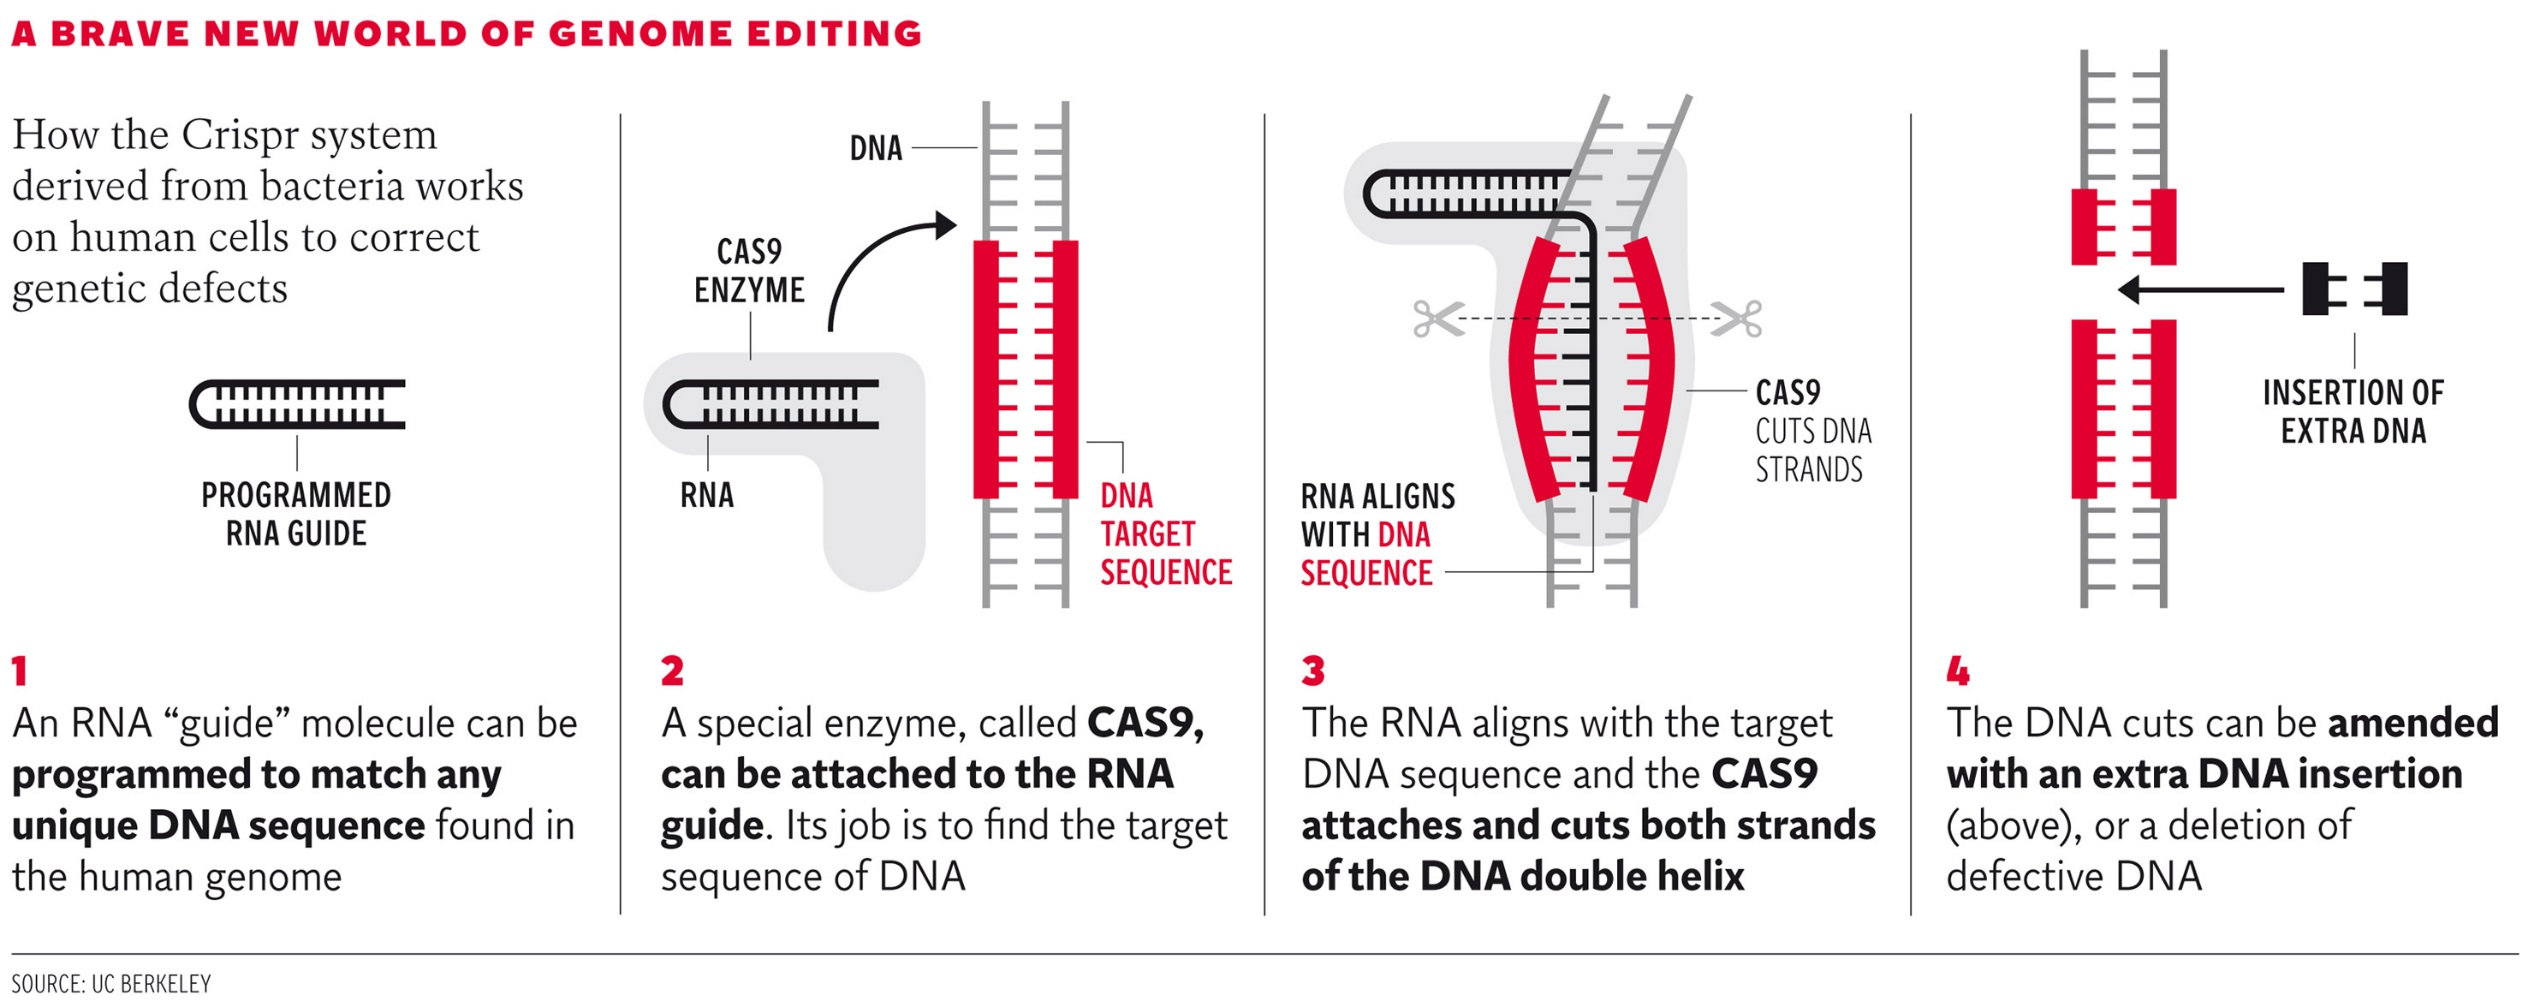 A BRAVE NEW WORLD OF GENOME EDITING
How the Crispr system
derived from bacteria works
on human cells to correct
genetic defects
PROGRAMMED
RNA GUIDE
1
An RNA “guide” molecule can be
programmed to match any
unique DNA sequence found in
the human genome
DNA
CAS9
ENZYME
RNA
DNA
TARGET
SEQUENCE
2
A special enzyme, called CAS9,
can be attached to the RNA
guide. Its job is to find the target
sequence of DNA
CAS9
CUTS DNA
STRANDS
RNA ALIGNS
WITH DNA
SEQUENCE
3
The RNA aligns with the target
DNA sequence and the CAS9
attaches and cuts both strands
of the DNA double helix
INSERTION OF
EXTRA DNA
4
The DNA cuts can be amended
with an extra DNA insertion
(above), or a deletion of
defective DNA
SOURCE: UC BERKELEY